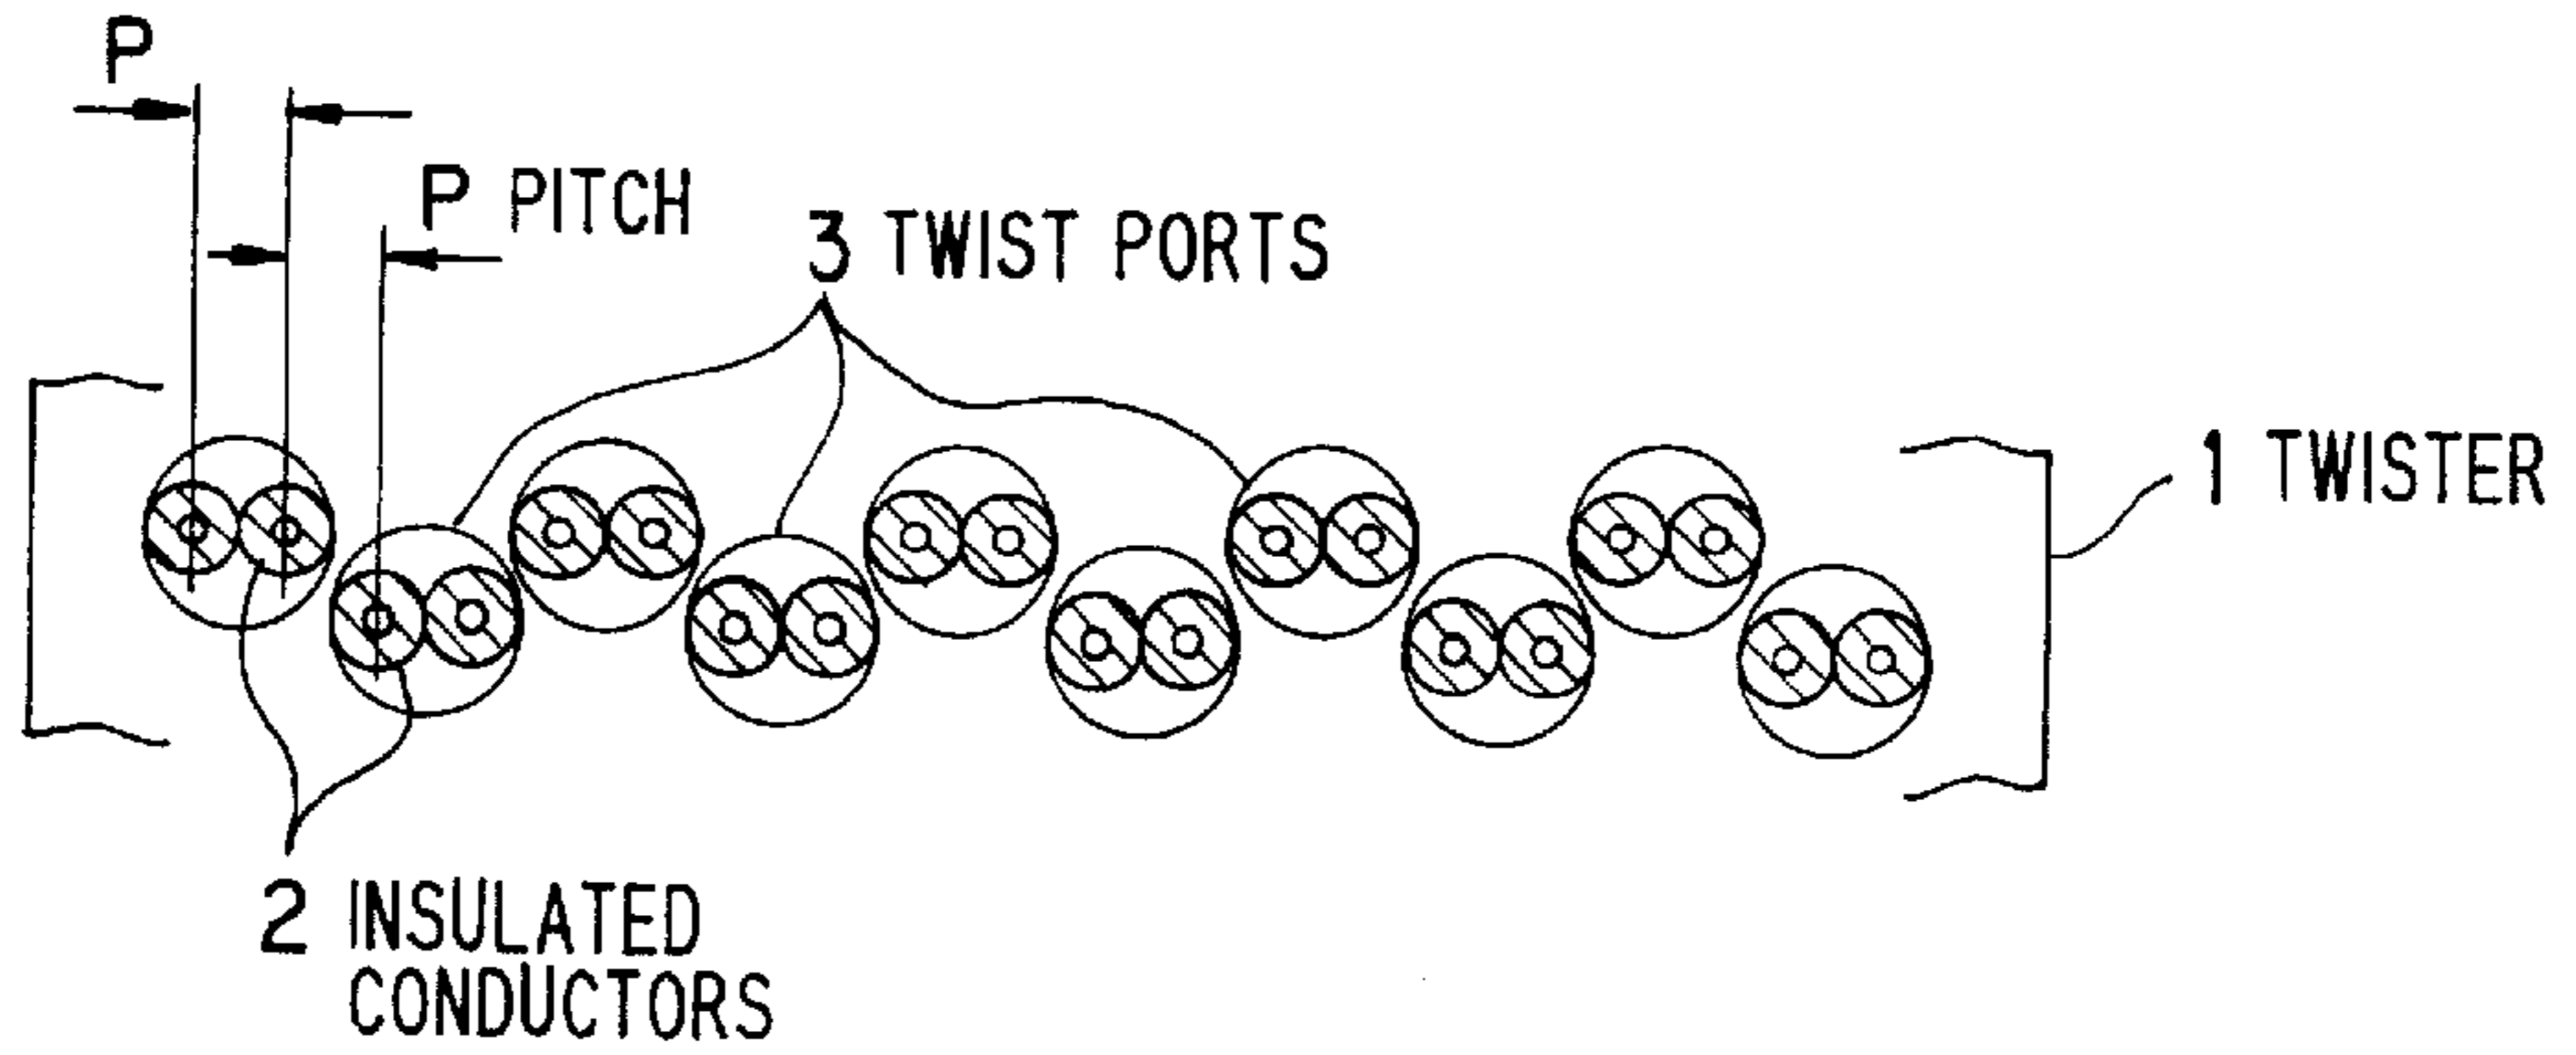 P
P PITCH
3 TWIST PORTS
1 TWISTER
2 INSULATED
CONDUCTORS